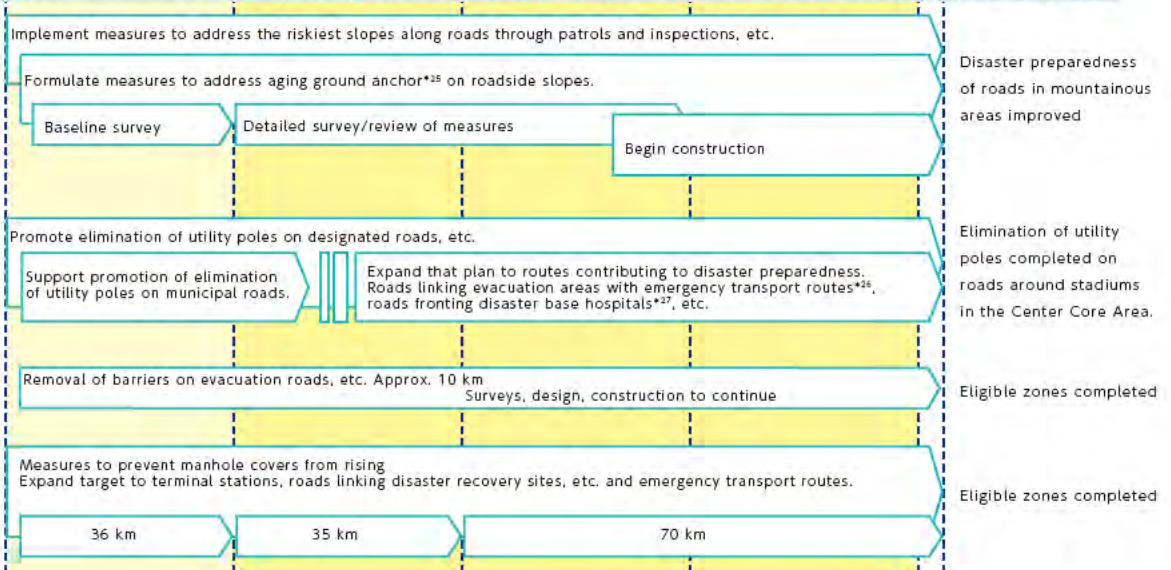 Implement measures to address the riskiest slopes along roads through patrols and inspections, etc.
Formulate measures to address aging ground anchor*25 on roadside slopes.
Baseline survey
Detailed survey/review of measures
Begin construction
Disaster preparedness
of roads in mountainous
areas improved
Promote elimination of utility poles on designated roads, etc.
Support promotion of elimination
of utility poles on municipal roads.
Expand that plan to routes contributing to disaster preparedness.
Roads linking evacuation areas with emergency transport routes*26,
roads fronting disaster base hospitals*27, etc.
Elimination of utility
poles completed on
roads around stadiums
in the Center Core Area.
Removal of barriers on evacuation roads, etc. Approx. 10 km
Surveys, design, construction to continue
Eligible zones completed
Measures to prevent manhole covers from rising
Expand target to terminal stations, roads linking disaster recovery sites, etc. and emergency transport routes.
36 km
35 km
70 km
Eligible zones completed